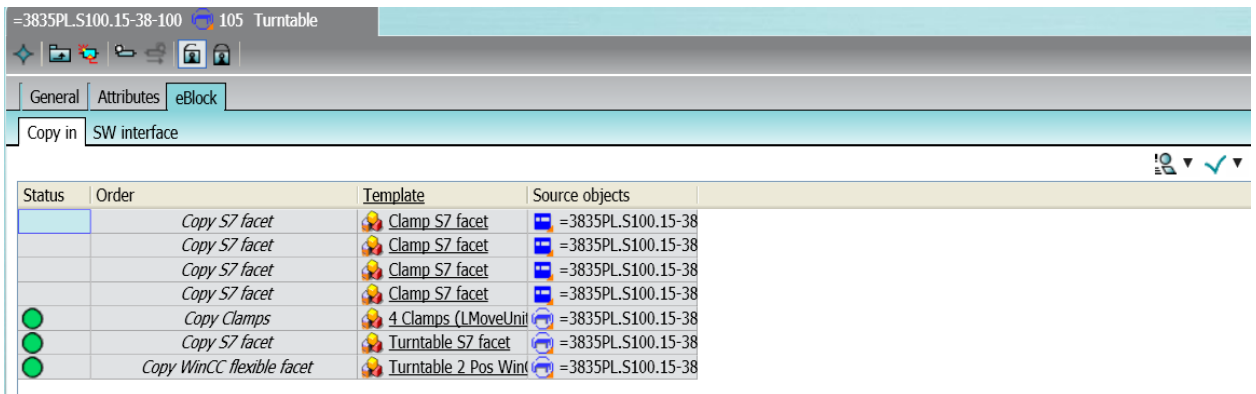 =3835PL.S100.15-38-100 105 Turntable
General Attributes eBlock
Copy in SW interface
Status Order Template Source objects
Copy S7 facet Clamp S7 facet =3835PL.S100.15-38
Copy S7 facet Clamp S7 facet =3835PL.S100.15-38
Copy S7 facet Clamp S7 facet =3835PL.S100.15-38
Copy S7 facet Clamp S7 facet =3835PL.S100.15-38
Copy Clamps 4 Clamps (LMoveUnit =3835PL.S100.15-38
Copy S7 facet Turntable S7 facet =3835PL.S100.15-38
Copy WinCC flexible facet Turntable 2 Pos Win( =3835PL.S100.15-38